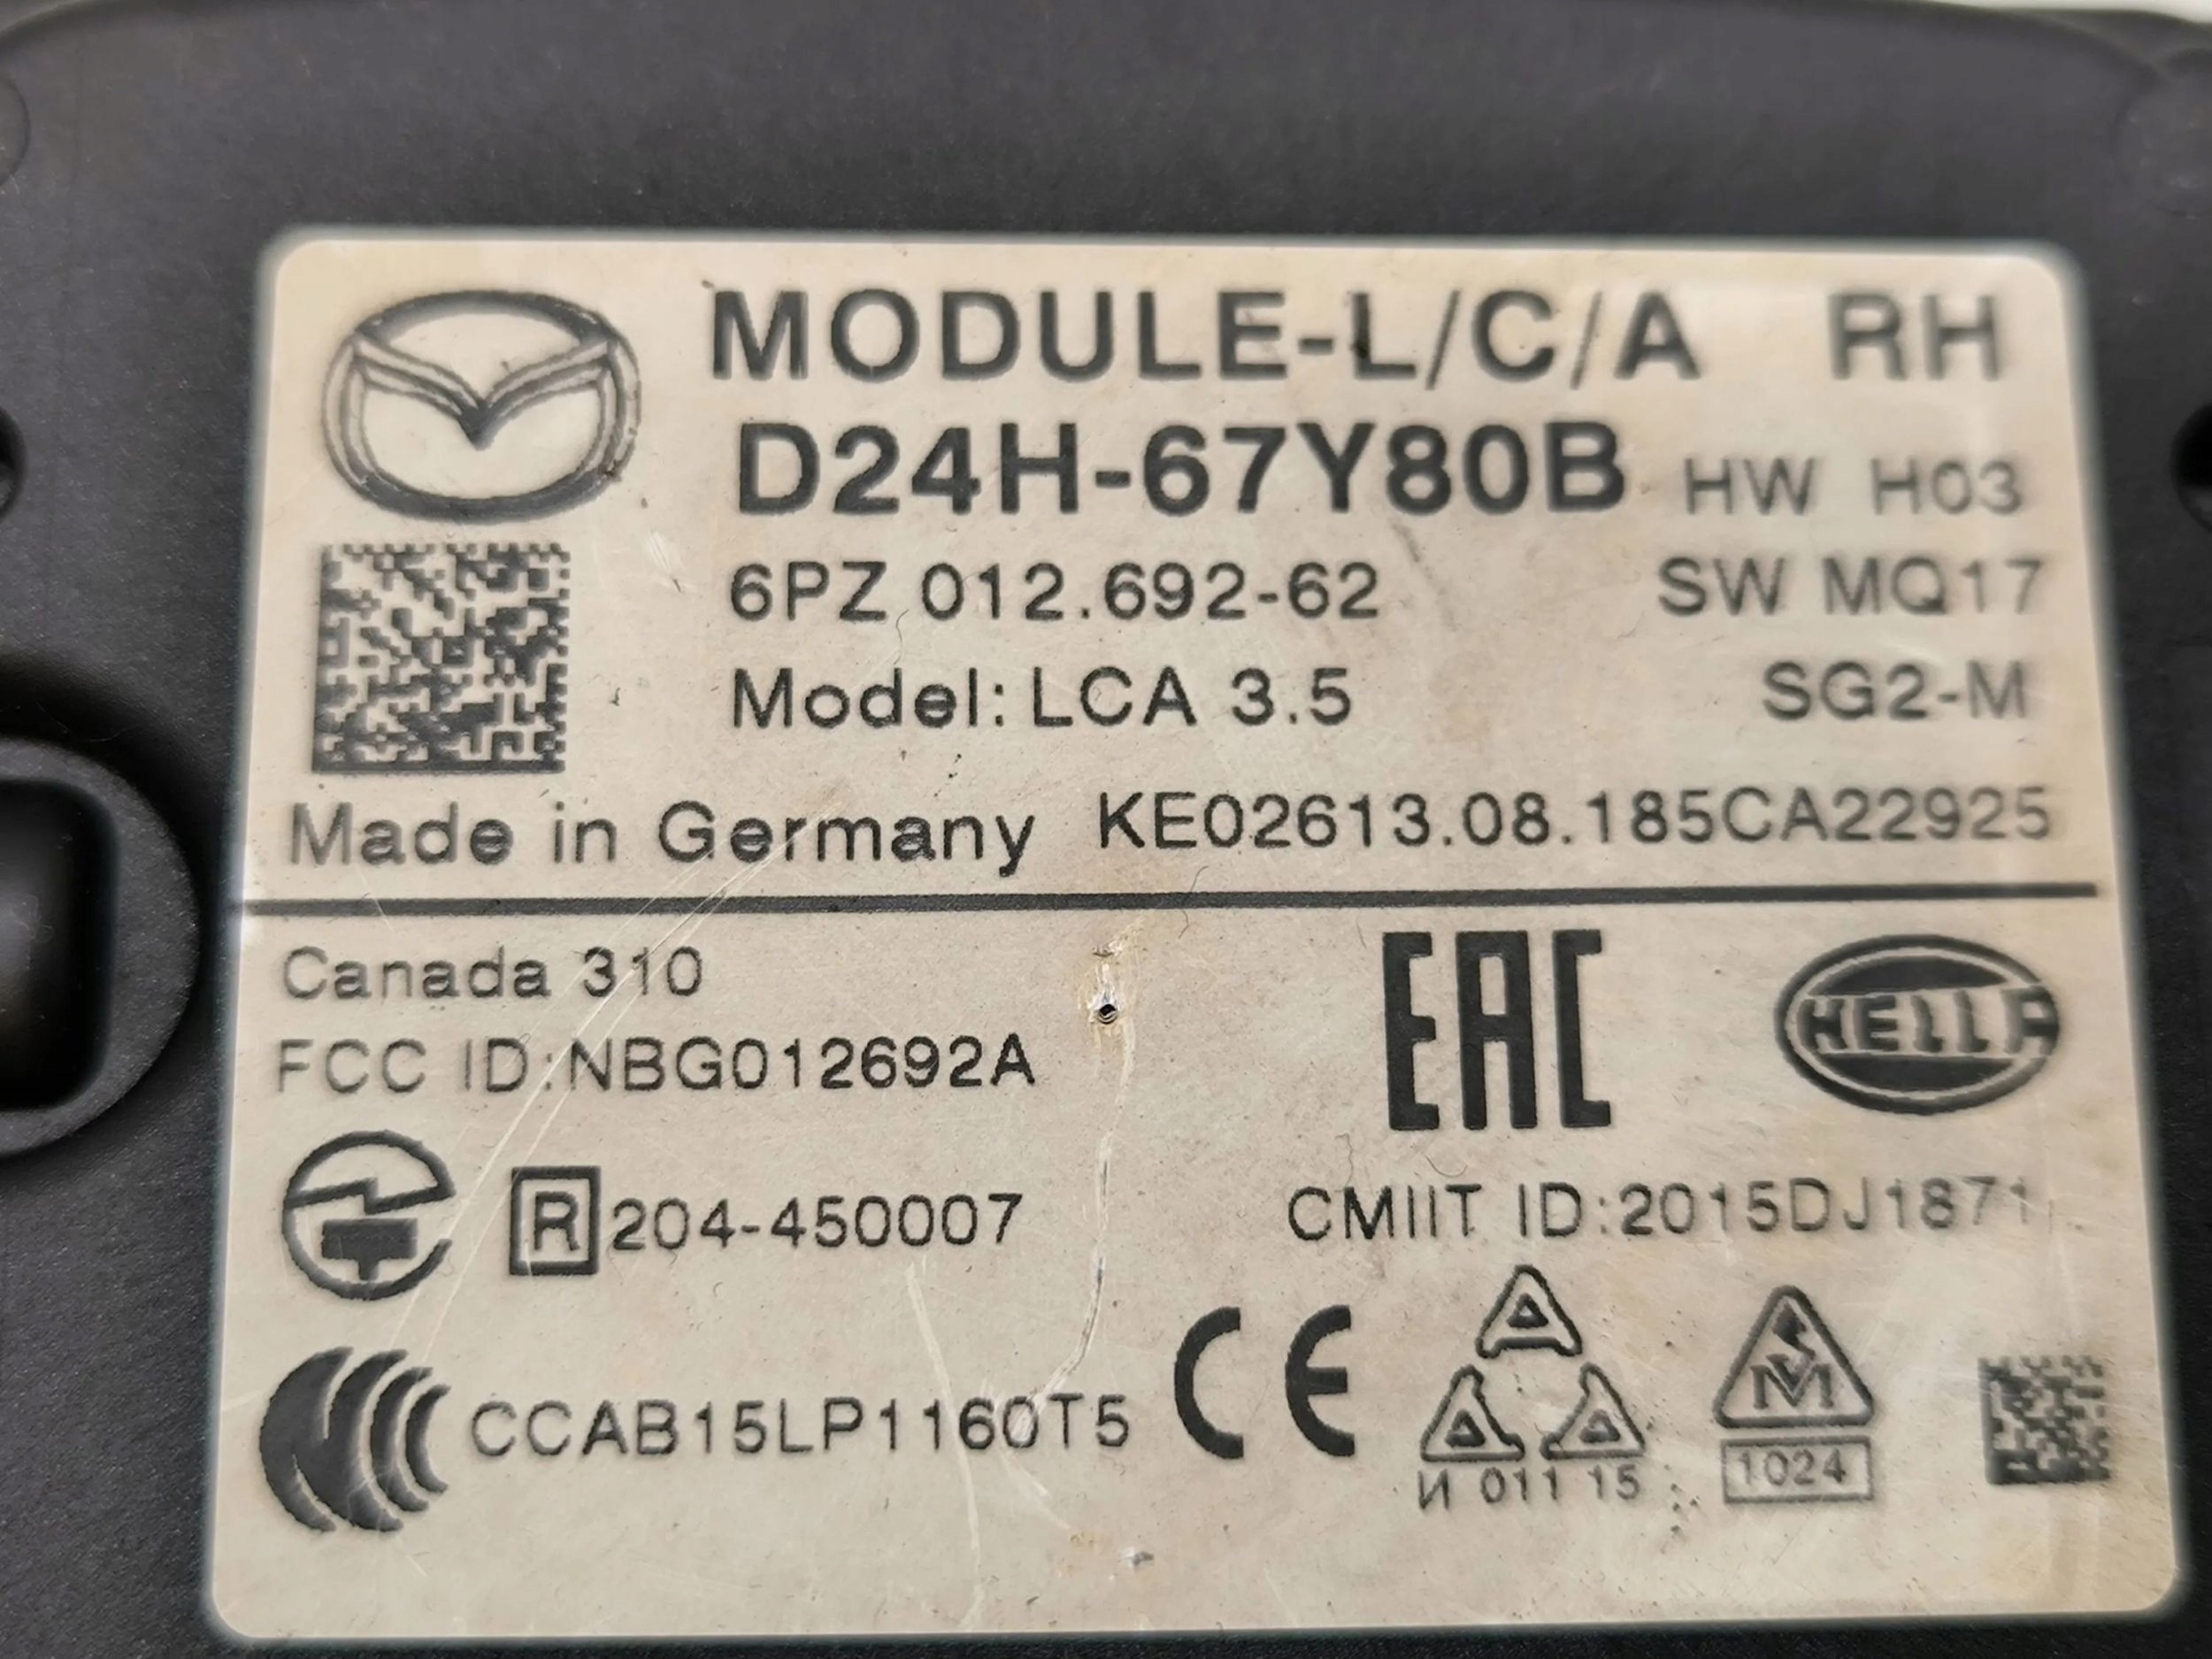 MODULE-L/C/A RH
D24H-67Y80B HW H03
6PZ 012.692-62 SW MQ17
Model: LCA 3.5 SG2-M
Made in Germany KE02613.08.185CA22925
Canada 310
FCC ID:NBG012692A
EAC
HELLA
R 204-450007
CMIIT ID:2015DJ1871
CCAB15LP1160T5
CE
И 011 15
1024